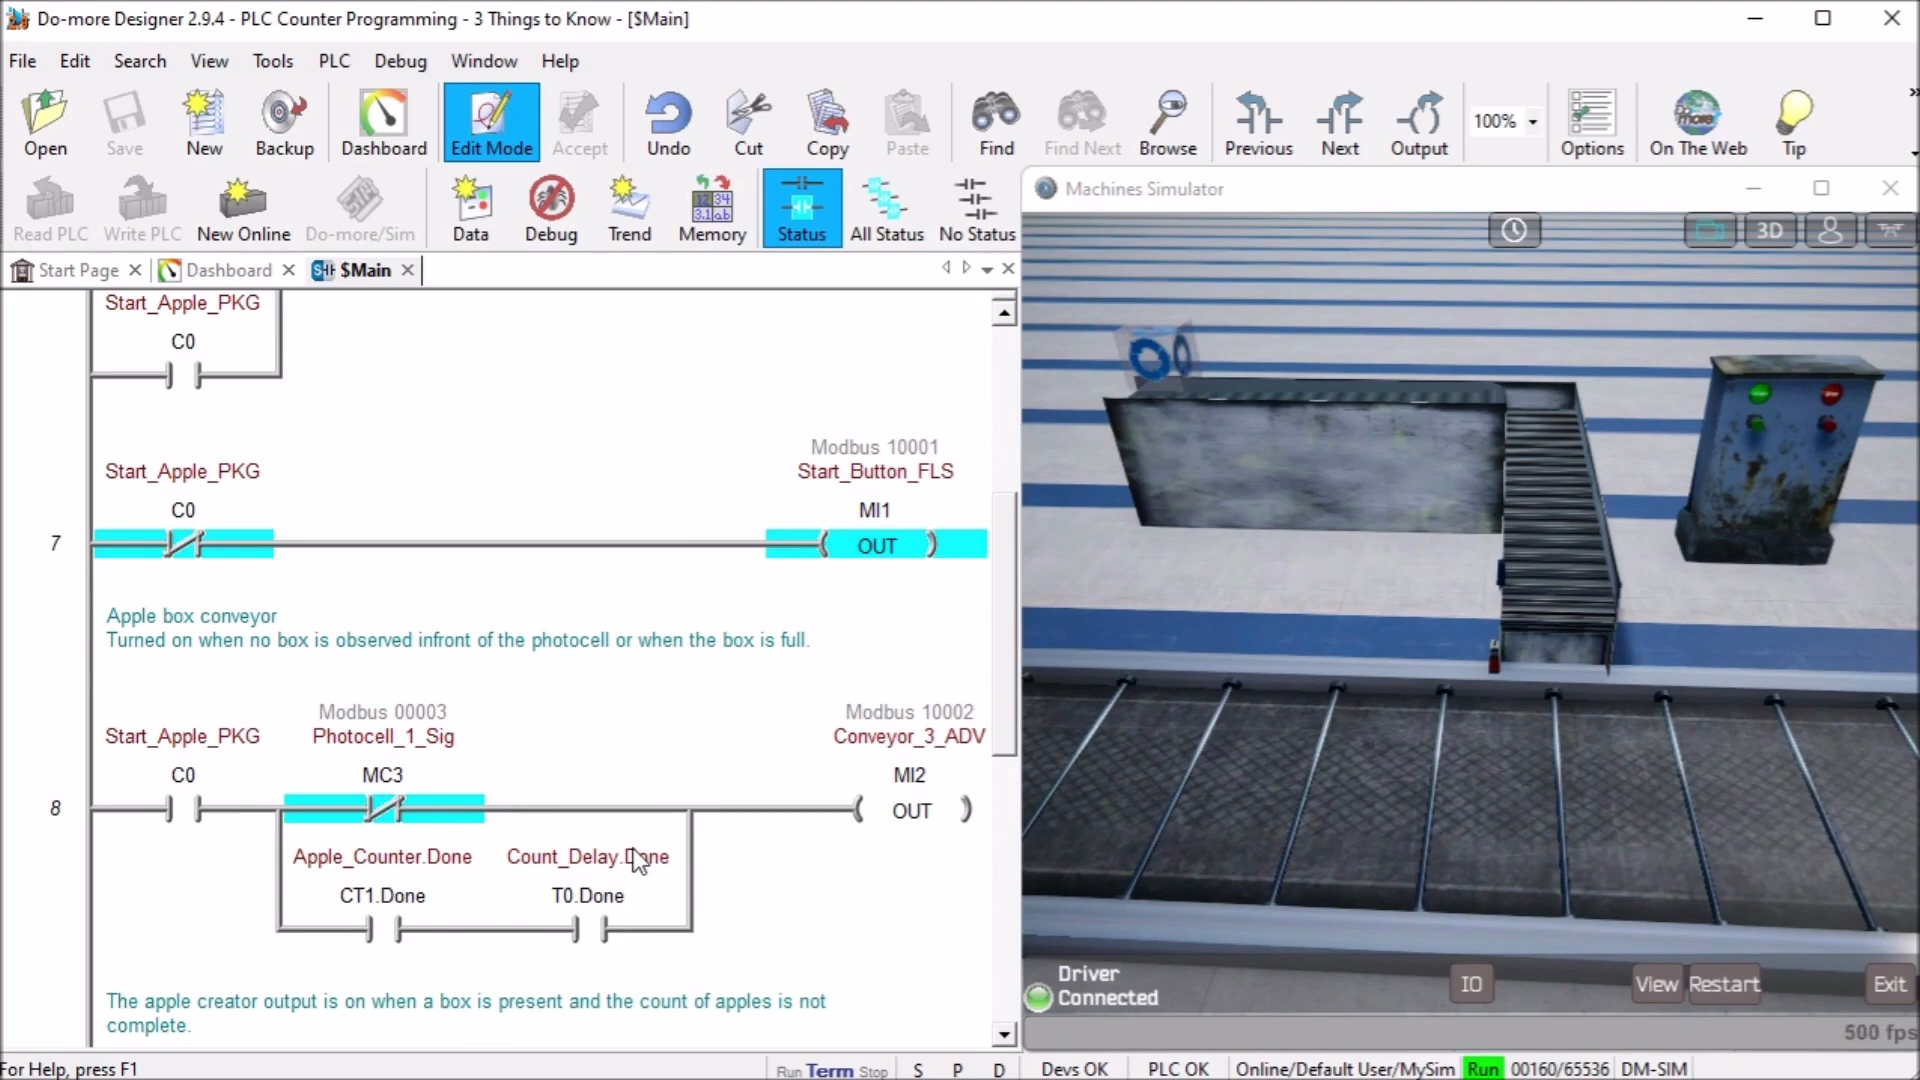 Do-more Designer 2.9.4 - PLC Counter Programming - 3 Things to Know - [$Main]
File Edit Search View Tools PLC Debug Window Help
Open Save New Backup Dashboard Edit Mode Accept Undo Cut Copy Paste Find Find Next Browse Previous Next Output 100% Options On The Web Tip
Read PLC Write PLC New Online Do-more/Sim Data Debug Trend Memory Status All Status No Status
Machines Simulator
3D
Start Page Dashboard $Main
Start_Apple_PKG
C0
Modbus 10001
Start_Apple_PKG Start_Button_FLS
C0 MI1
7 OUT
Apple box conveyor
Turned on when no box is observed infront of the photocell or when the box is full.
Modbus 00003 Modbus 10002
Start_Apple_PKG Photocell_1_Sig Conveyor_3_ADV
C0 MC3 MI2
8 OUT
Apple_Counter.Done Count_Delay.Done
CT1.Done T0.Done
The apple creator output is on when a box is present and the count of apples is not
complete.
Driver
Connected
IO View Restart Exit
500 fps
For Help, press F1 Run Term Stop S P D Devs OK PLC OK Online/Default User/MySim Run 00160/65536 DM-SIM